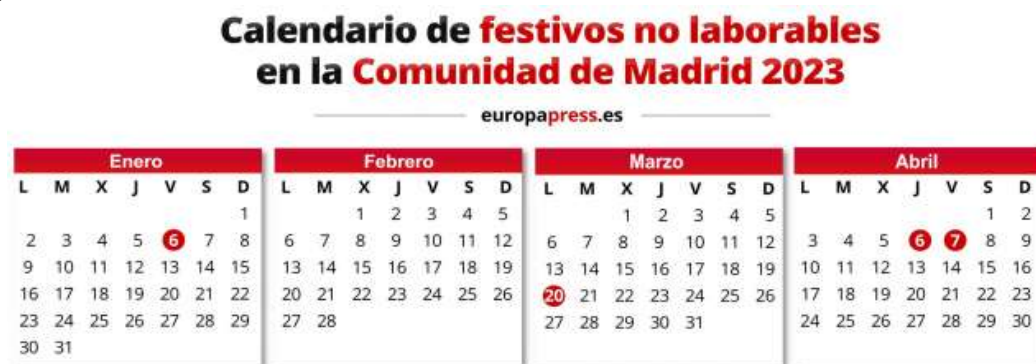 Calendario de festivos no laborables
en la Comunidad de Madrid 2023
europapress.es
Enero
L M X J V S D
1
2 3 4 5 6 7 8
9 10 11 12 13 14 15
16 17 18 19 20 21 22
23 24 25 26 27 28 29
30 31
Febrero
L M X J V S D
1 2 3 4 5
6 7 8 9 10 11 12
13 14 15 16 17 18 19
20 21 22 23 24 25 26
27 28
Marzo
L M X J V S D
1 2 3 4 5
6 7 8 9 10 11 12
13 14 15 16 17 18 19
20 21 22 23 24 25 26
27 28 29 30 31
Abril
L M X J V S D
1 2
3 4 5 6 7 8 9
10 11 12 13 14 15 16
17 18 19 20 21 22 23
24 25 26 27 28 29 30